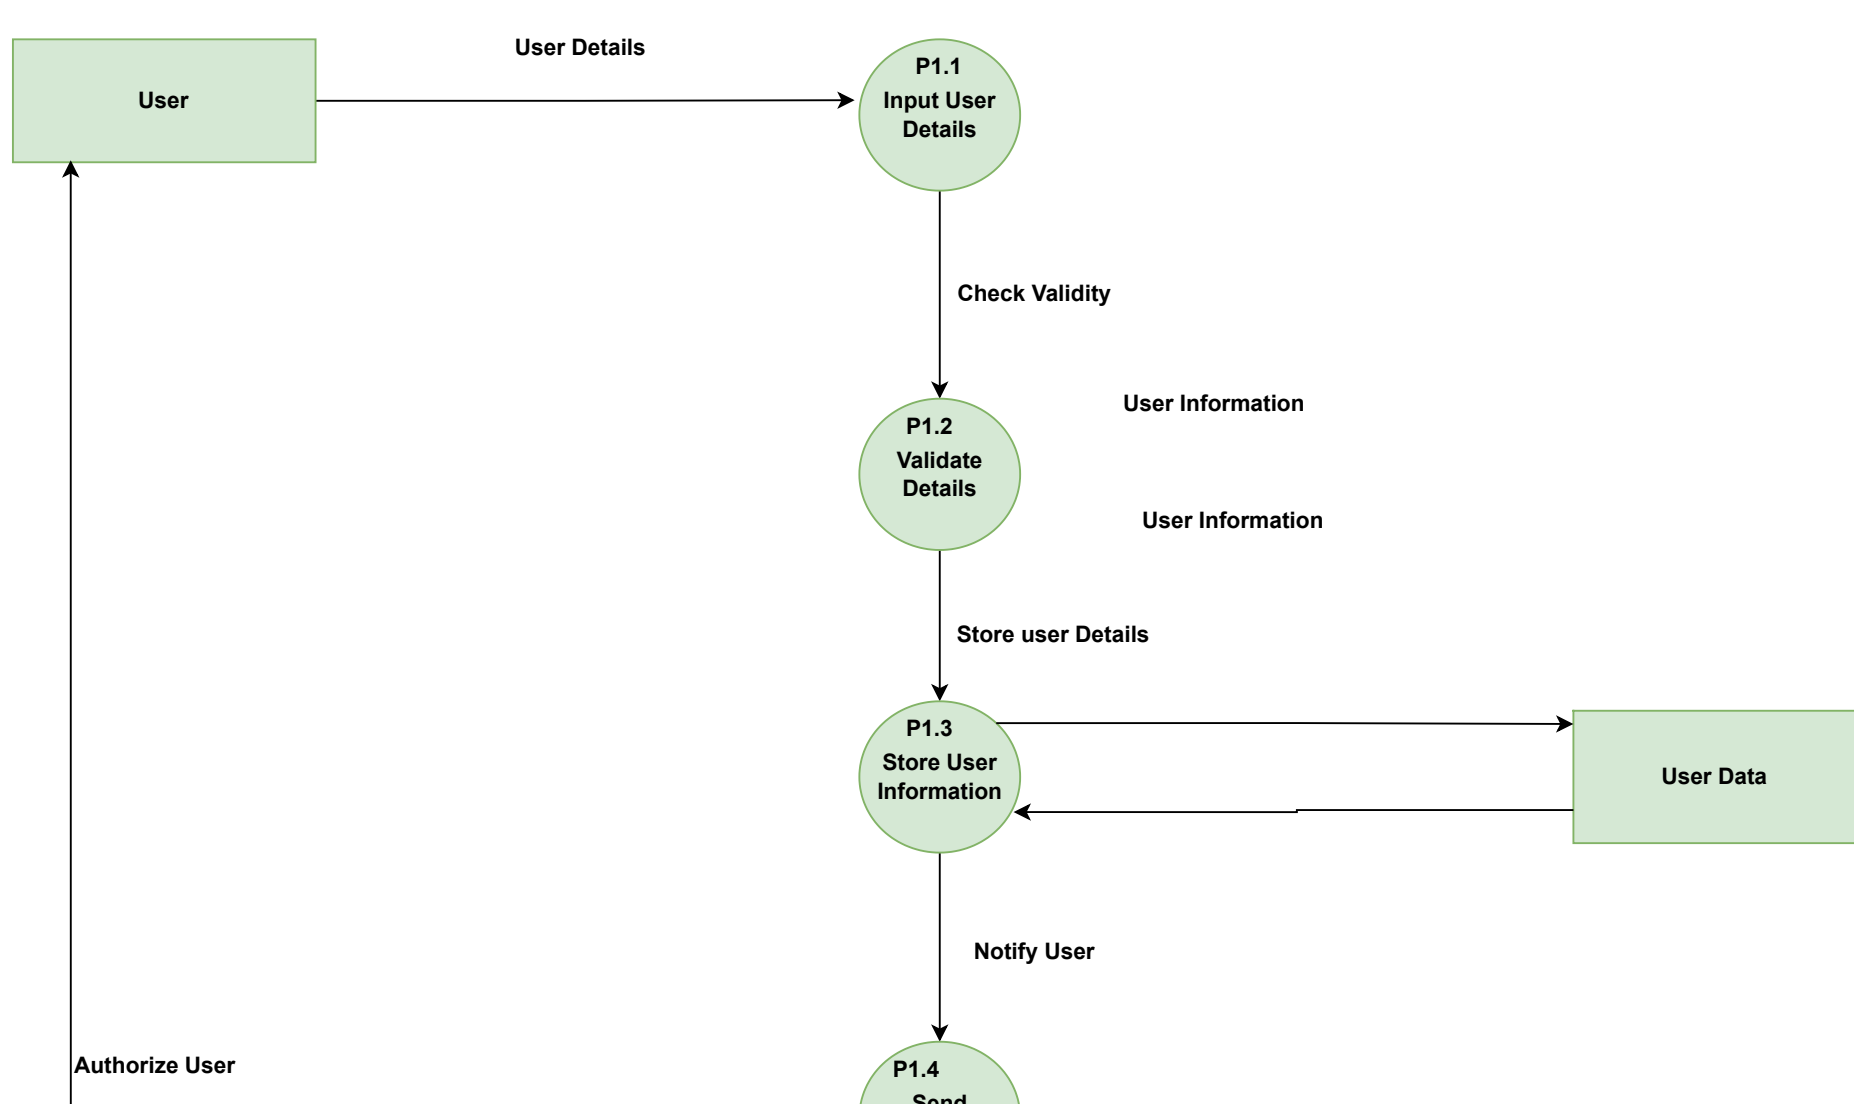 User Details
User
P1.1
Input User
Details
Check Validity
User Information
P1.2
Validate
Details
User Information
Store user Details
P1.3
Store User
Information
User Data
Notify User
Authorize User
P1.4
Send